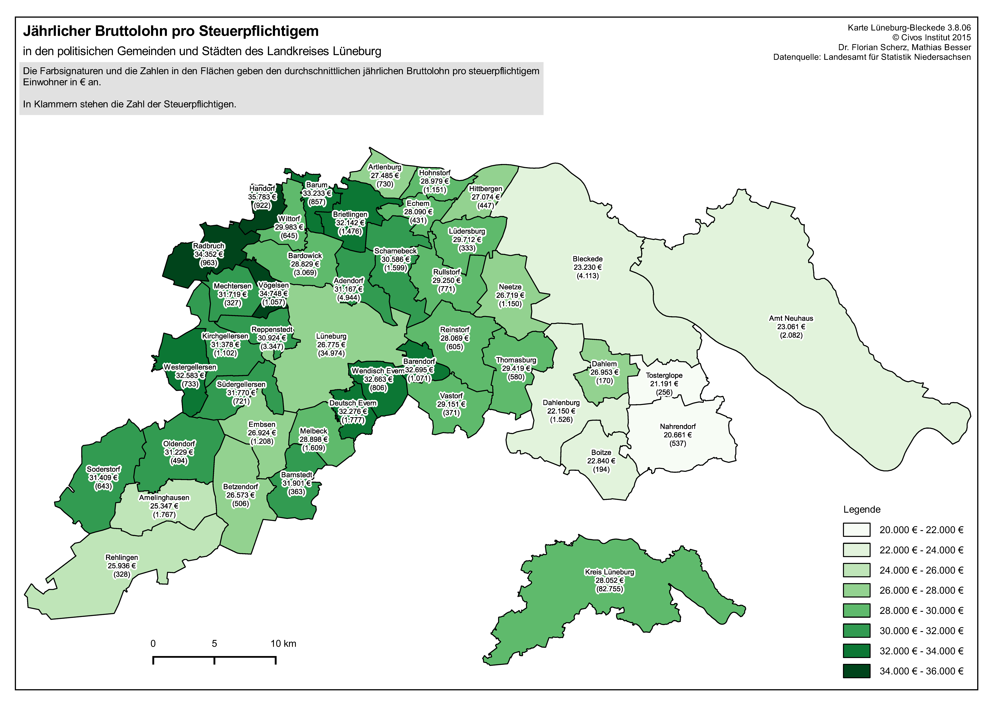 Jährlicher Bruttolohn pro Steuerpflichtigem
in den politisichen Gemeinden und Städten des Landkreises Lüneburg
Die Farbsignaturen und die Zahlen in den Flächen geben den durchschnittlichen jährlichen Bruttolohn pro steuerpflichtigem
Einwohner in € an.
In Klammern stehen die Zahl der Steuerpflichtigen.
Karte Lüneburg-Bleckede 3.8.06
© Civos Institut 2015
Dr. Florian Scherz, Mathias Besser
Datenquelle: Landesamt für Statistik Niedersachsen
Artlenburg
27.485 €
(730)
Hohnstorf
28.979 €
(1.151)
Hittbergen
27.074 €
(447)
Handorf
35.783 €
(922)
Barum
33.233 €
(857)
Echem
28.090 €
(431)
Wittorf
29.983 €
(645)
Brietlingen
32.142 €
(1.476)
Lüdersburg
29.712 €
(333)
Radbruch
34.352 €
(963)
Bardowick
28.829 €
(3.069)
Scharnebeck
30.586 €
(1.599)
Bleckede
23.230 €
(4.113)
Rullstorf
29.250 €
(771)
Mechtersen
31.719 €
(327)
Vögelsen
34.748 €
(1.057)
Adendorf
31.167 €
(4.944)
Neetze
26.719 €
(1.150)
Amt Neuhaus
23.061 €
(2.082)
Kirchgellersen
31.378 €
(1.102)
Reppenstedt
30.924 €
(3.347)
Lüneburg
26.775 €
(34.974)
Reinstorf
28.069 €
(605)
Westergellersen
32.583 €
(733)
Wendisch Evern
32.663 €
(806)
Barendorf
32.695 €
(1.071)
Thomasburg
29.419 €
(580)
Dahlem
26.953 €
(170)
Tosterglope
21.191 €
(256)
Südergellersen
31.770 €
(721)
Deutsch Evern
32.276 €
(1.777)
Vastorf
29.151 €
(371)
Dahlenburg
22.150 €
(1.526)
Embsen
26.924 €
(1.208)
Melbeck
28.898 €
(1.609)
Nahrendorf
20.661 €
(537)
Oldendorf
31.229 €
(494)
Boitze
22.840 €
(194)
Soderstorf
31.409 €
(643)
Barnstedt
31.901 €
(363)
Betzendorf
26.573 €
(506)
Amelinghausen
25.347 €
(1.767)
Rehlingen
25.936 €
(328)
Kreis Lüneburg
28.052 €
(82.755)
Legende
20.000 € - 22.000 €
22.000 € - 24.000 €
24.000 € - 26.000 €
26.000 € - 28.000 €
28.000 € - 30.000 €
30.000 € - 32.000 €
32.000 € - 34.000 €
34.000 € - 36.000 €
0 5 10 km